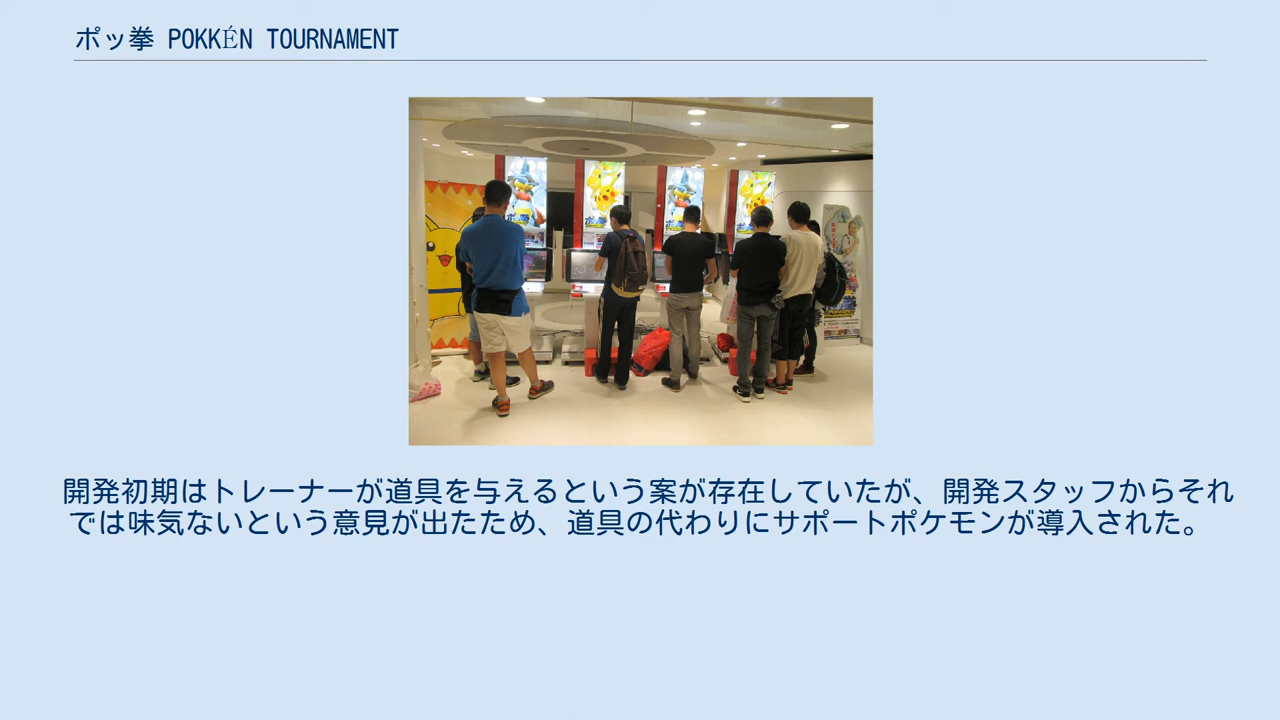 ポッ拳 POKKÉN TOURNAMENT
開発初期はトレーナーが道具を与えるという案が存在していたが、開発スタッフからそれ
では味気ないという意見が出たため、道具の代わりにサポートポケモンが導入された。